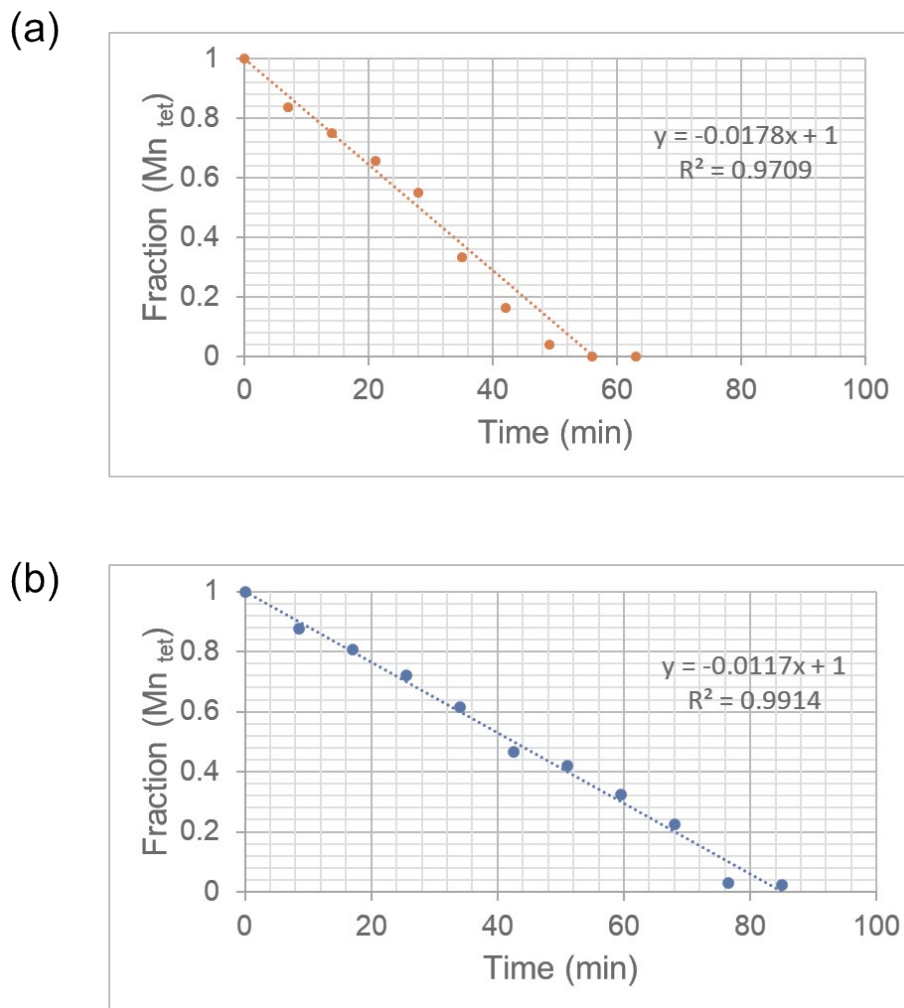 (a)
1
0.8
0.6
0.4
0.2
0
Fraction (Mn tet)
y = -0.0178x + 1
R² = 0.9709
0 20 40 60 80 100
Time (min)
(b)
1
0.8
0.6
0.4
0.2
0
Fraction (Mn tet)
y = -0.0117x + 1
R² = 0.9914
0 20 40 60 80 100
Time (min)